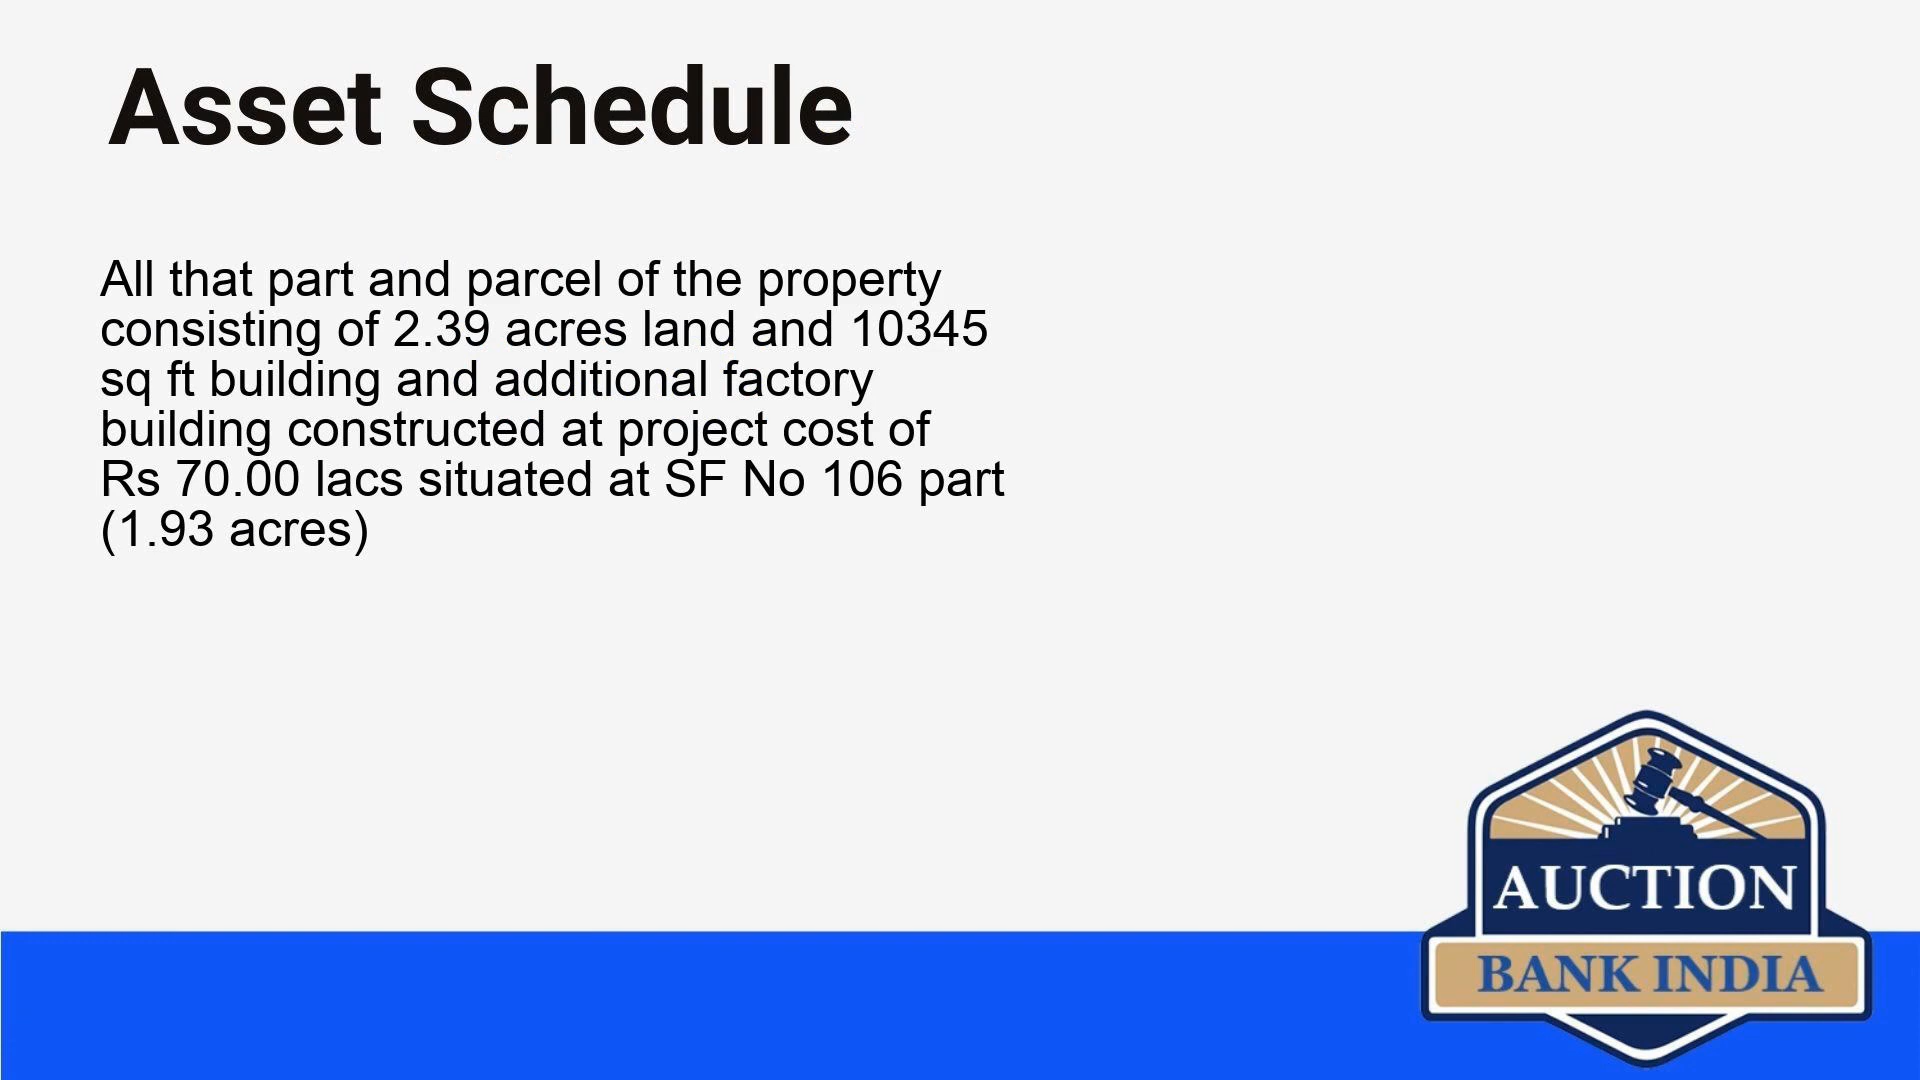 Asset Schedule
All that part and parcel of the property
consisting of 2.39 acres land and 10345
sq ft building and additional factory
building constructed at project cost of
Rs 70.00 lacs situated at SF No 106 part
(1.93 acres)
AUCTION
BANK INDIA